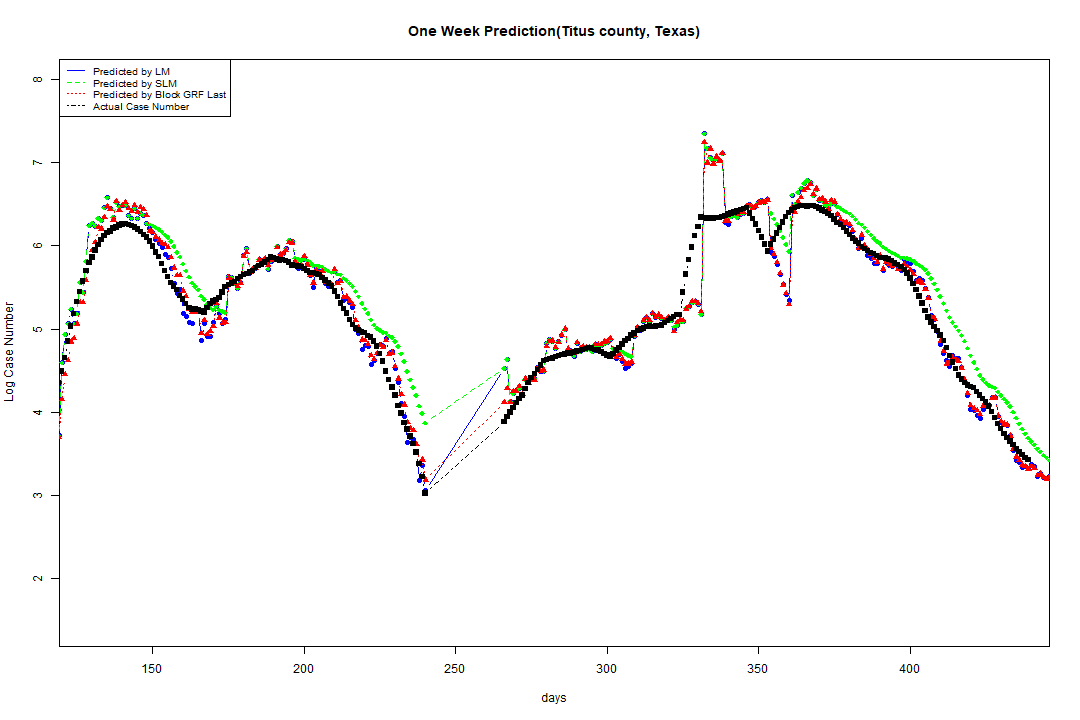 One Week Prediction(Titus county, Texas)
Predicted by LM
Predicted by SLM
Predicted by Block GRF Last
Actual Case Number
8
7
6
5
4
3
2
Log Case Number
150 200 250 300 350 400
days